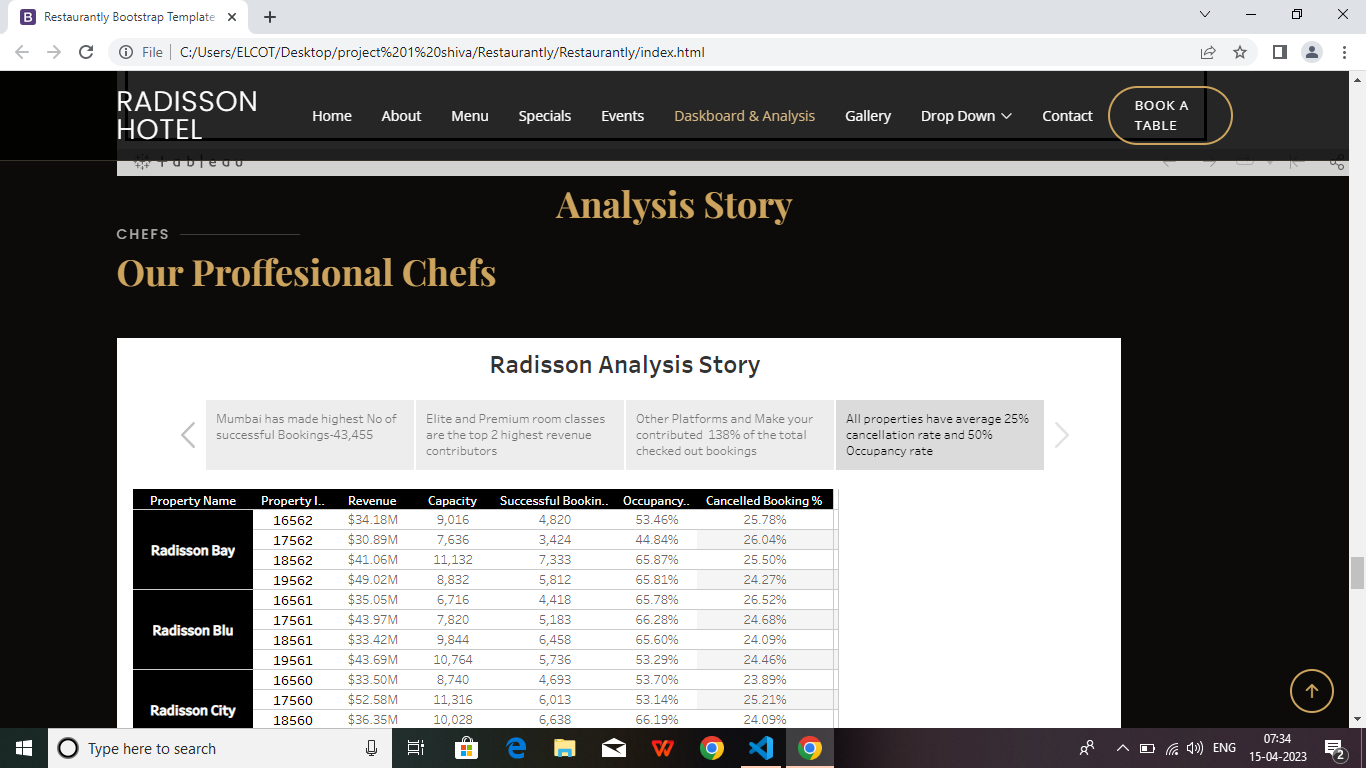 Restaurantly Bootstrap Template
File
C:/Users/ELCOT/Desktop/project%201%20shiva/Restaurantly/Restaurantly/index.html
RADISSON
HOTEL
Home About Menu Specials Events Daskboard & Analysis Gallery Drop Down Contact
BOOK A
TABLE
tableau
Analysis Story
CHEFS
Our Proffesional Chefs
Radisson Analysis Story
Mumbai has made highest No of
successful Bookings-43,455
Elite and Premium room classes
are the top 2 highest revenue
contributors
Other Platforms and Make your
contributed 138% of the total
checked out bookings
All properties have average 25%
cancellation rate and 50%
Occupancy rate
Property Name Property I.. Revenue Capacity Successful Bookin.. Occupancy.. Cancelled Booking %
Radisson Bay
16562 $34.18M 9,016 4,820 53.46% 25.78%
17562 $30.89M 7,636 3,424 44.84% 26.04%
18562 $41.06M 11,132 7,333 65.87% 25.50%
19562 $49.02M 8,832 5,812 65.81% 24.27%
Radisson Blu
16561 $35.05M 6,716 4,418 65.78% 26.52%
17561 $43.97M 7,820 5,183 66.28% 24.68%
18561 $33.42M 9,844 6,458 65.60% 24.09%
19561 $43.69M 10,764 5,736 53.29% 24.46%
Radisson City
16560 $33.50M 8,740 4,693 53.70% 23.89%
17560 $52.58M 11,316 6,013 53.14% 25.21%
18560 $36.35M 10,028 6,638 66.19% 24.09%
Type here to search
ENG
07:34
15-04-2023
2